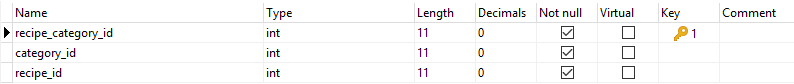 Name Type Length Decimals Not null Virtual Key Comment
recipe_category_id int 11 0 1
category_id int 11 0
recipe_id int 11 0